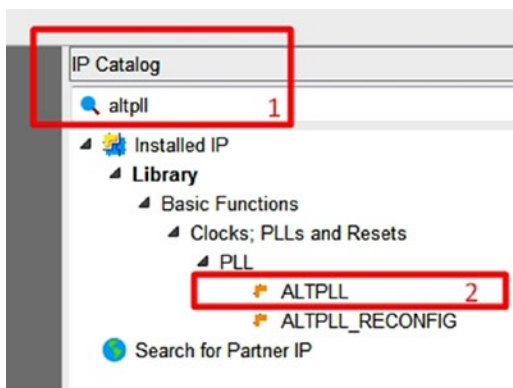 IP Catalog
altpll 1
Installed IP
Library
Basic Functions
Clocks; PLLs and Resets
PLL
ALTPLL 2
ALTPLL_RECONFIG
Search for Partner IP